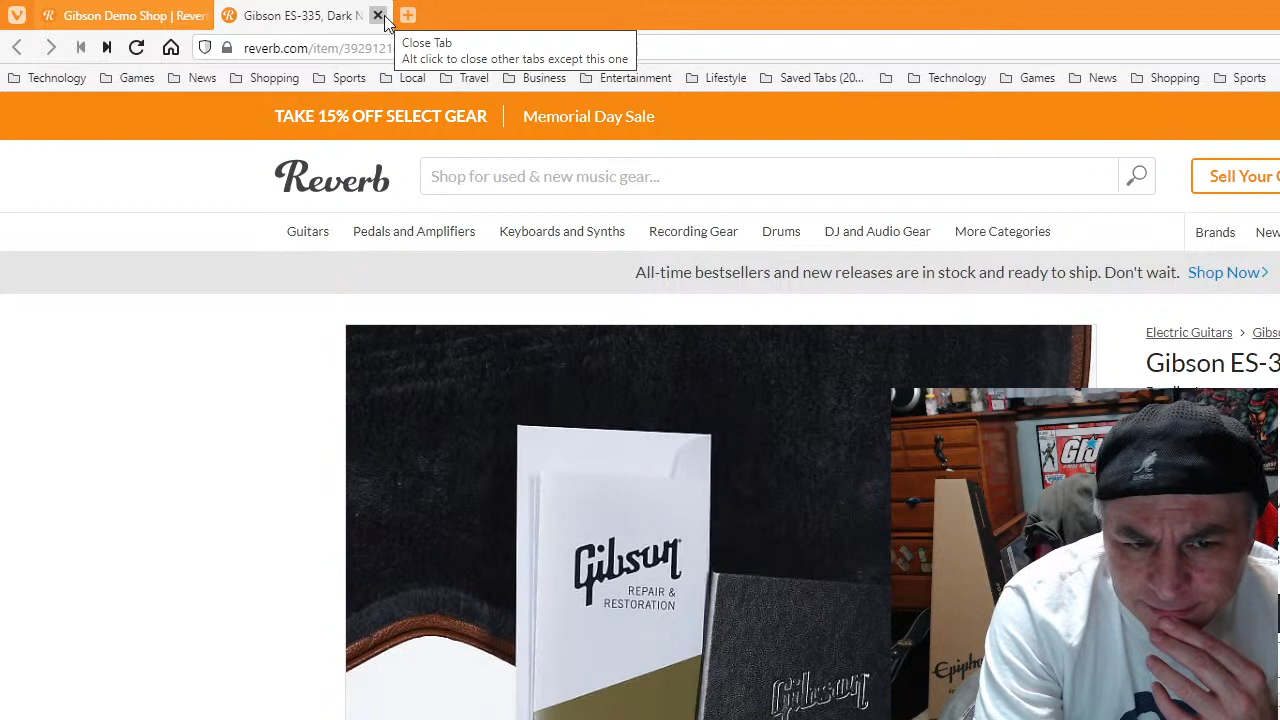 Gibson Demo Shop | Rever
Gibson ES-335, Dark N
Close Tab
Alt click to close other tabs except this one
reverb.com/item/3929121
Technology Games News Shopping Sports Local Travel Business Entertainment Lifestyle Saved Tabs (20... Technology Games News Shopping Sports
TAKE 15% OFF SELECT GEAR Memorial Day Sale
Reverb
Shop for used & new music gear...
Sell Your
Guitars Pedals and Amplifiers Keyboards and Synths Recording Gear Drums DJ and Audio Gear More Categories Brands New
All-time bestsellers and new releases are in stock and ready to ship. Don't wait. Shop Now
Electric Guitars > Gibs
Gibson ES-3
Gibson
REPAIR &
RESTORATION
Gibson
GI JOE
Epipho